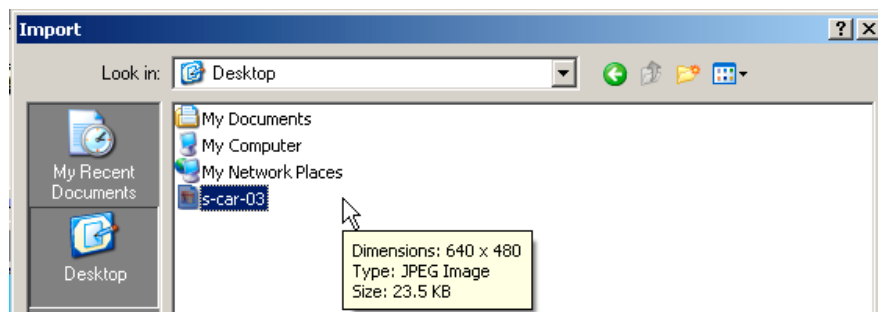 Import
Look in: Desktop
My Documents
My Computer
My Network Places
s-car-03
My Recent
Documents
Desktop
Dimensions: 640 x 480
Type: JPEG Image
Size: 23.5 KB